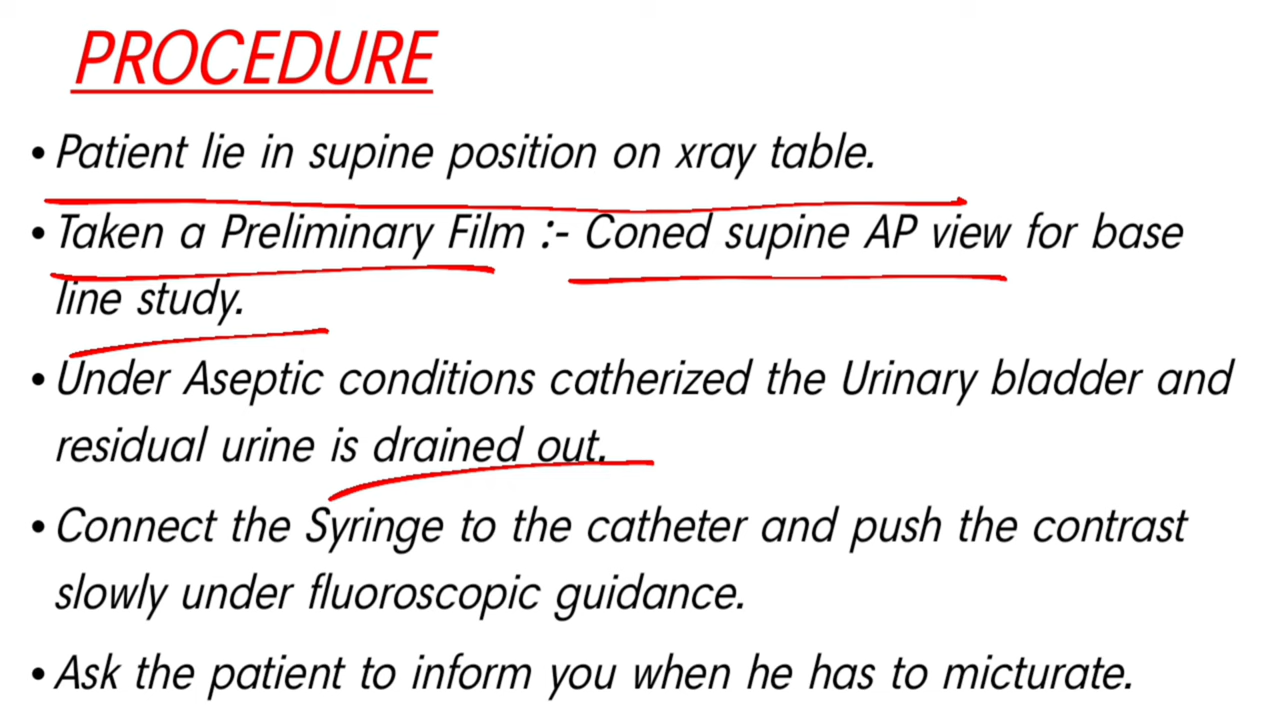 PROCEDURE
• Patient lie in supine position on xray table.
• Taken a Preliminary Film :- Coned supine AP view for base
line study.
• Under Aseptic conditions catherized the Urinary bladder and
residual urine is drained out.
• Connect the Syringe to the catheter and push the contrast
slowly under fluoroscopic guidance.
• Ask the patient to inform you when he has to micturate.